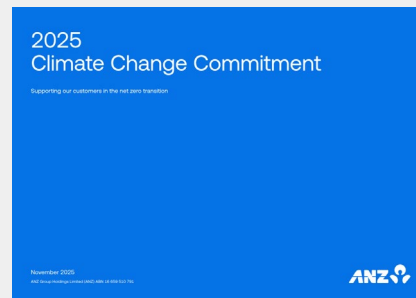 2025
Climate Change Commitment
Supporting our customers in the net zero transition
November 2025
ANZ Group Holdings Limited (ANZ) ABN 16 659 510 791
ANZ